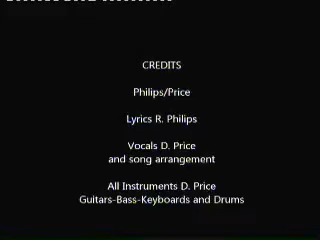 CREDITS
Philips/Price
Lyrics R. Philips
Vocals D. Price
and song arrangement
All Instruments D. Price
Guitars-Bass-Keyboards and Drums